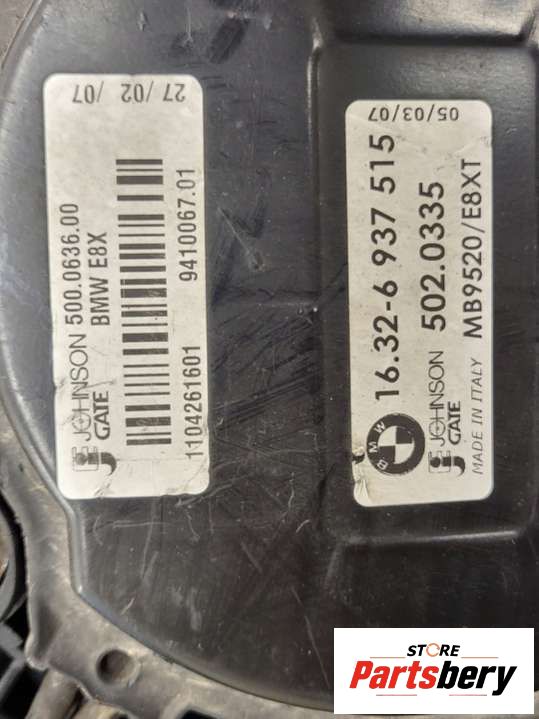 JOHNSON 500.0636.00
GATE BMW E8X
1104261601 9410067.01
27/02/07
16.32-6 937 515
BMW
JOHNSON 502.0335
GATE
MADE IN ITALY MB9520/E8XT
05/03/07
STORE
Partsbery